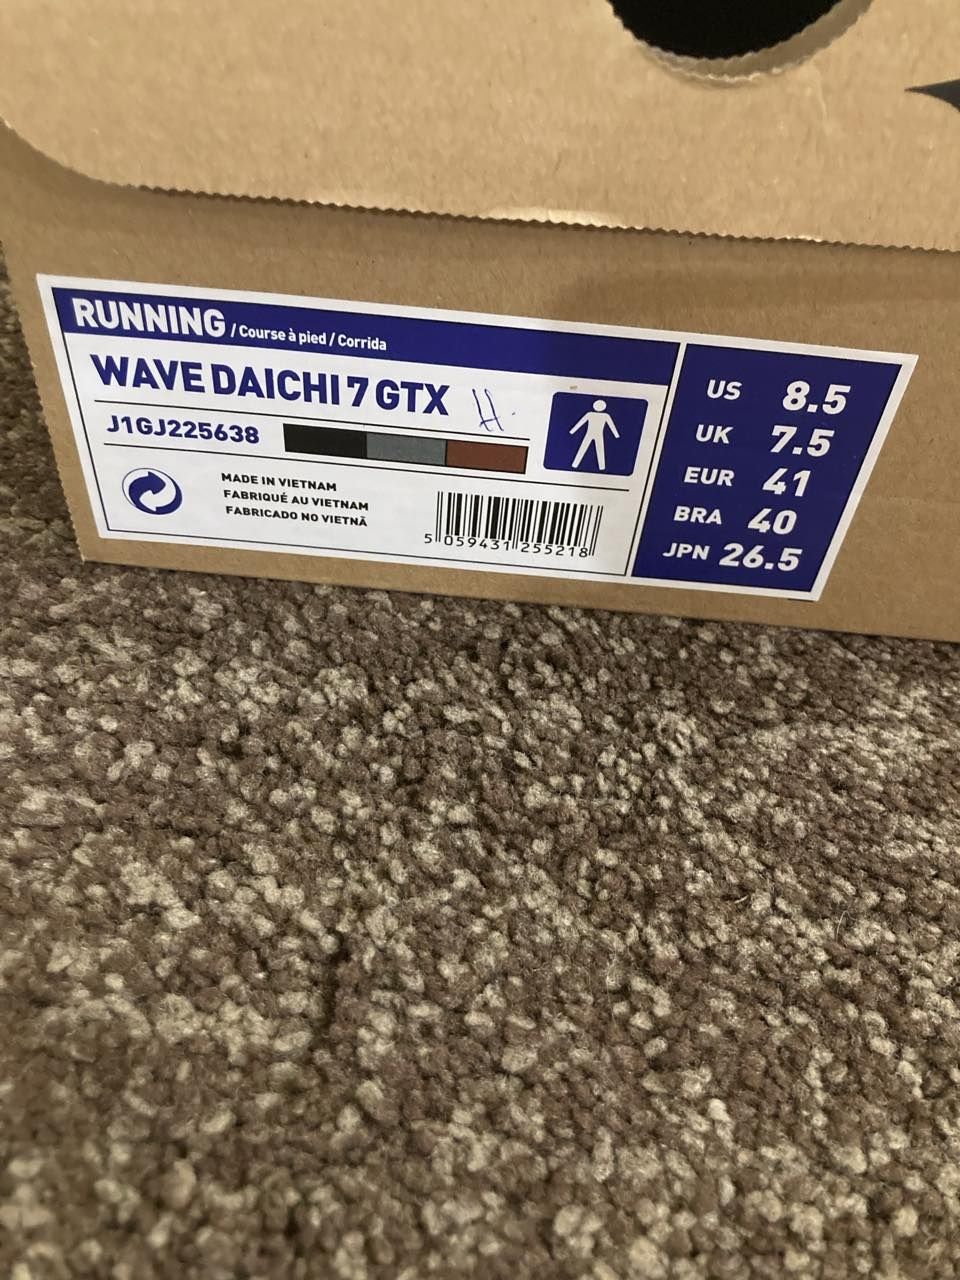 RUNNING / Course à pied / Corrida
WAVE DAICHI 7 GTX H.
J1GJ225638
MADE IN VIETNAM
FABRIQUÉ AU VIETNAM
FABRICADO NO VIETNÃ
5 059431 255218
US 8.5
UK 7.5
EUR 41
BRA 40
JPN 26.5